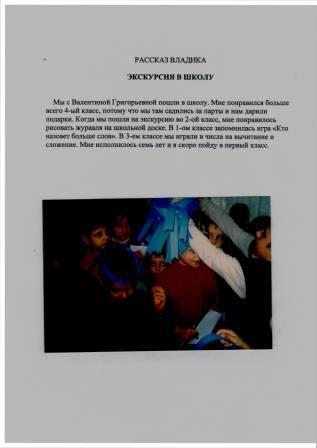 РАССКАЗ ВЛАДИКА
ЭКСКУРСИЯ В ШКОЛУ
Мы с Валентиной Григорьевной пошли в школу. Мне понравился больше
всего 4-ый класс, потому что мы там садились за парты и нам дарили
подарки. Когда мы пошли на экскурсию во 2-ой класс, мне понравилось
рисовать журавля на школьной доске. В 1-ом классе запомнилась игра «Кто
назовет больше слов». В 3-ем классе мы играли в числа на вычитание и
сложение. Мне исполнилось семь лет и я скоро пойду в первый класс.